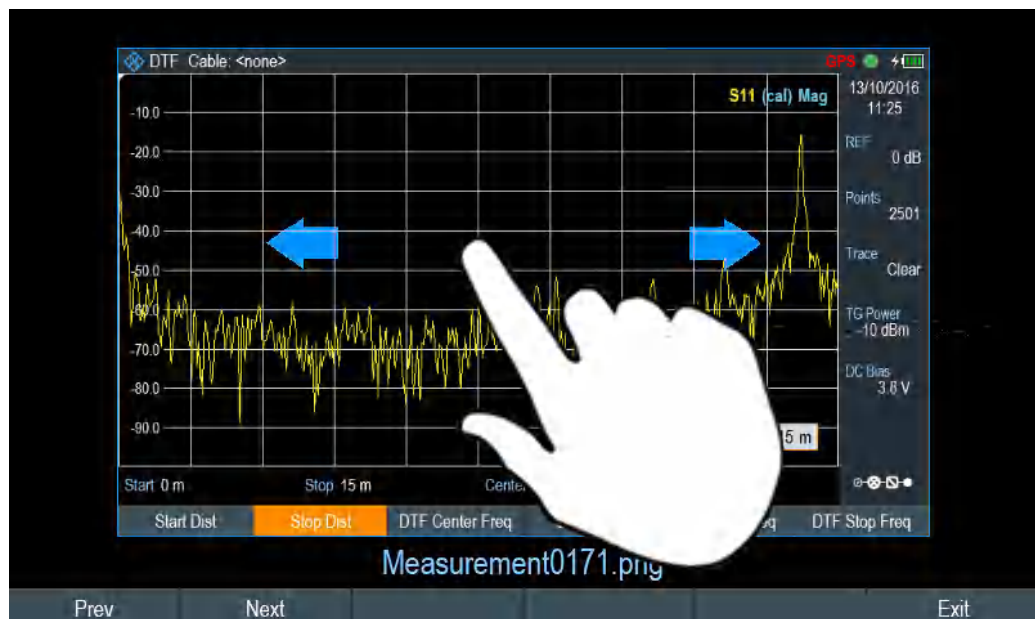 DTF Cable: <none>
GPS
S11 (cal) Mag
13/10/2016
11:25
-10.0
-20.0
-30.0
-40.0
-50.0
-60.0
-70.0
-80.0
-90.0
REF
0 dB
Points
2501
Trace
Clear
TG Power
-10 dBm
DC Bias
3.8 V
5 m
Start 0 m Stop 15 m
Start Dist Stop Dist DTF Center Freq DTF Stop Freq
Measurement0171.png
Prev Next Exit